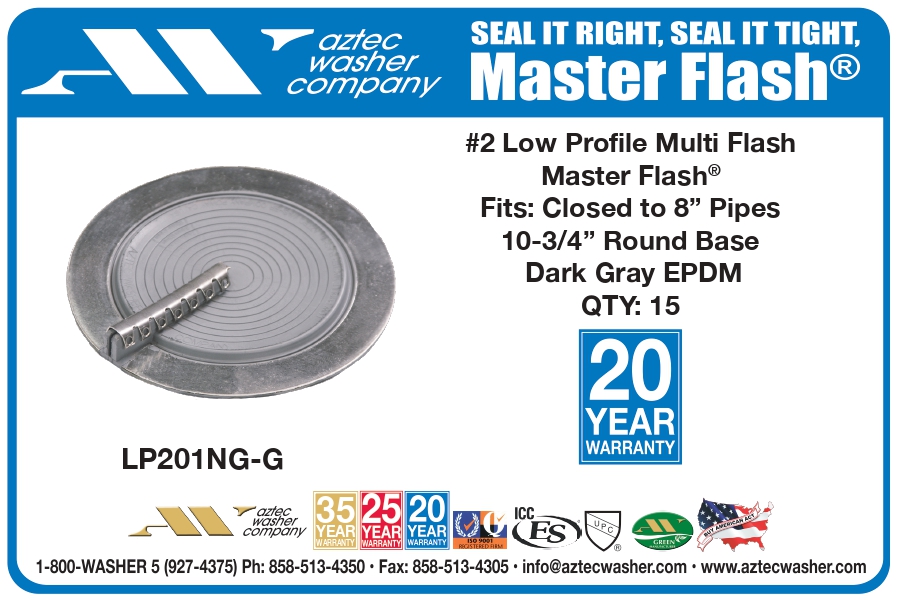 aztec
washer
company
SEAL IT RIGHT, SEAL IT TIGHT,
Master Flash®
#2 Low Profile Multi Flash
Master Flash®
Fits: Closed to 8” Pipes
10-3/4” Round Base
Dark Gray EPDM
QTY: 15
20
YEAR
WARRANTY
LP201NG-G
aztec
washer
company
35
YEAR
WARRANTY
25
YEAR
WARRANTY
20
YEAR
WARRANTY
ISO 9001
REGISTERED FIRM
ICC
ES
UPC
®
GREEN
BUY AMERICAN ACT
1-800-WASHER 5 (927-4375) Ph: 858-513-4350 • Fax: 858-513-4305 • info@aztecwasher.com • www.aztecwasher.com